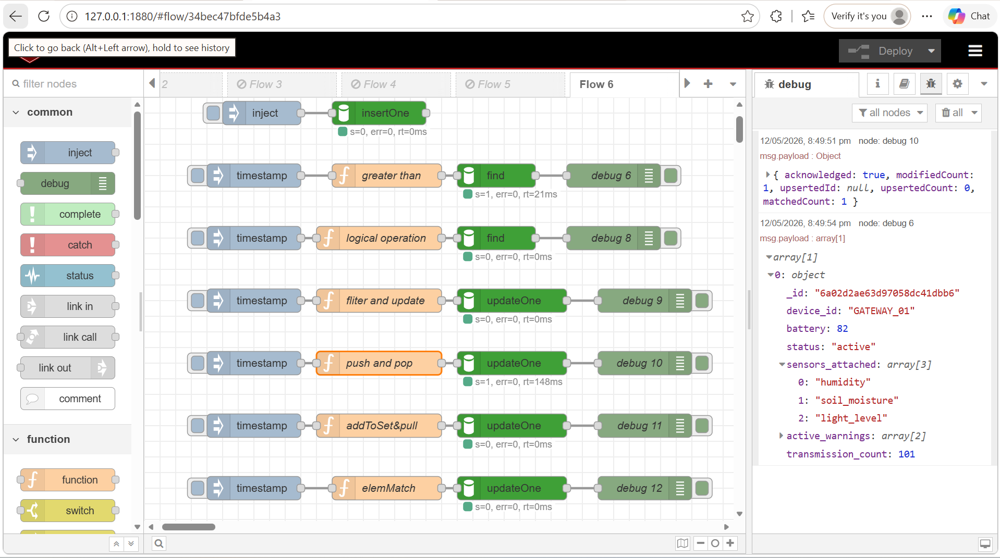 127.0.0.1:1880/#flow/34bec47bfde5b4a3
Verify it's you
Chat
Click to go back (Alt+Left arrow), hold to see history
Deploy
filter nodes
2
Flow 3
Flow 4
Flow 5
Flow 6
debug
i
all nodes
all
common
inject
debug
complete
catch
status
link in
link call
link out
comment
function
function
switch
inject
insertOne
s=0, err=0, rt=0ms
timestamp
greater than
find
debug 6
s=1, err=0, rt=21ms
timestamp
logical operation
find
debug 8
s=0, err=0, rt=0ms
timestamp
fliter and update
updateOne
debug 9
s=0, err=0, rt=0ms
timestamp
push and pop
updateOne
debug 10
s=1, err=0, rt=148ms
timestamp
addToSet&pull
updateOne
debug 11
s=0, err=0, rt=0ms
timestamp
elemMatch
updateOne
debug 12
s=0, err=0, rt=0ms
12/05/2026, 8:49:51 pm node: debug 10
msg.payload : Object
{ acknowledged: true, modifiedCount:
1, upsertedId: null, upsertedCount: 0,
matchedCount: 1 }
12/05/2026, 8:49:54 pm node: debug 6
msg.payload : array[1]
array[1]
0: object
_id: "6a02d2ae63d97058dc41dbb6"
device_id: "GATEWAY_01"
battery: 82
status: "active"
sensors_attached: array[3]
0: "humidity"
1: "soil_moisture"
2: "light_level"
active_warnings: array[2]
transmission_count: 101